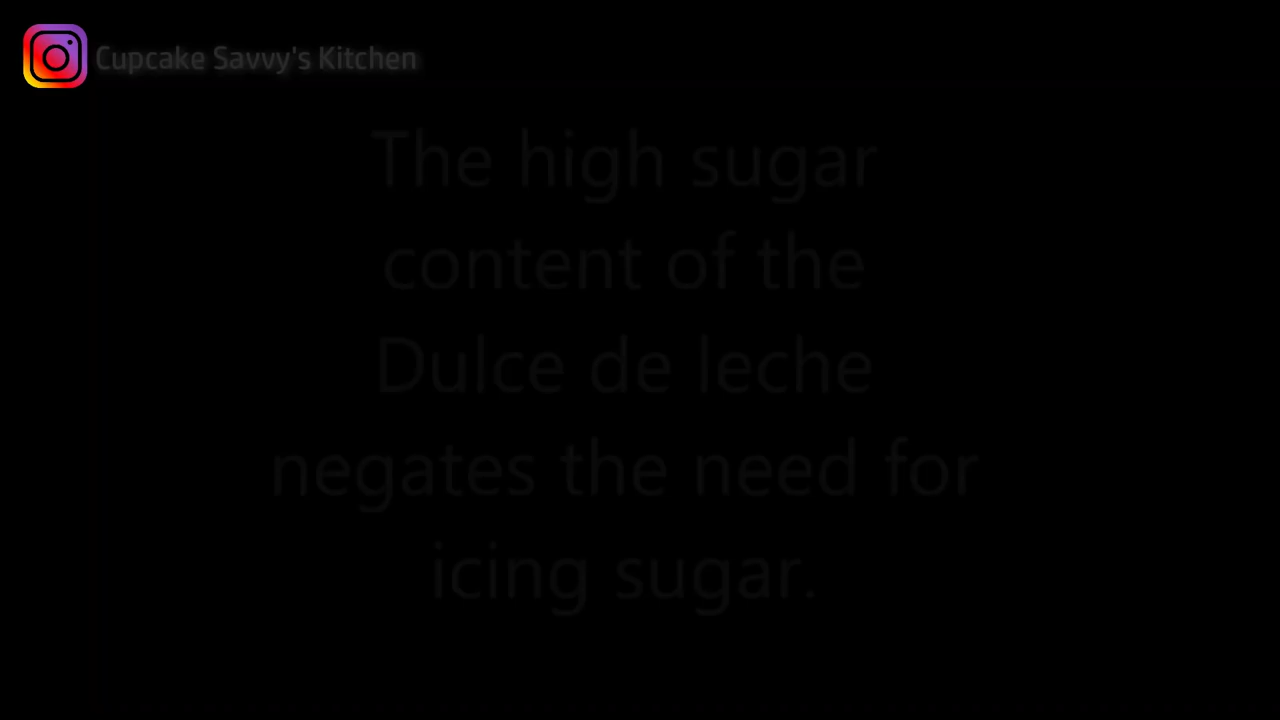 Cupcake Savvy's Kitchen
The high sugar
content of the
Dulce de leche
negates the need for
icing sugar.